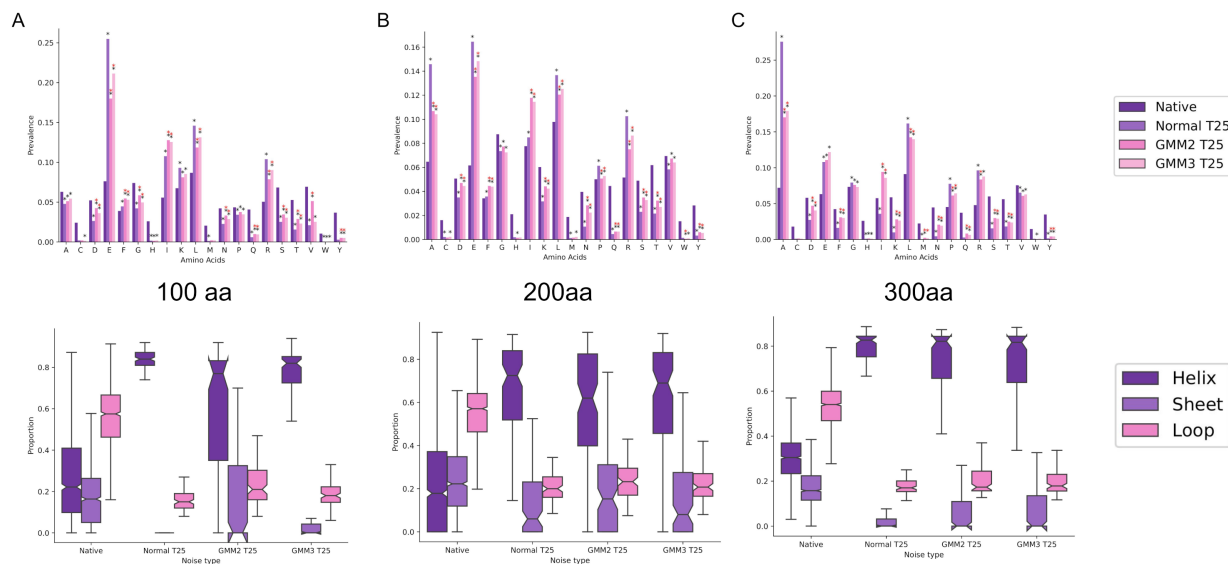 A
B
C
0.25
0.20
0.15
0.10
0.05
0.00
Prevalence
A C D E F G H I K L M N P Q R S T V W Y
Amino Acids
0.16
0.14
0.12
0.10
0.08
0.06
0.04
0.02
0.00
Prevalence
A C D E F G H I K L M N P Q R S T V W Y
Amino Acids
0.25
0.20
0.15
0.10
0.05
0.00
Prevalence
A C D E F G H I K L M N P Q R S T V W Y
Amino Acids
Native
Normal T25
GMM2 T25
GMM3 T25
100 aa
200aa
300aa
0.8
0.6
0.4
0.2
0.0
Proportion
Native Normal T25 GMM2 T25 GMM3 T25
Noise type
0.8
0.6
0.4
0.2
0.0
Proportion
Native Normal T25 GMM2 T25 GMM3 T25
Noise type
0.8
0.6
0.4
0.2
0.0
Proportion
Native Normal T25 GMM2 T25 GMM3 T25
Noise type
Helix
Sheet
Loop